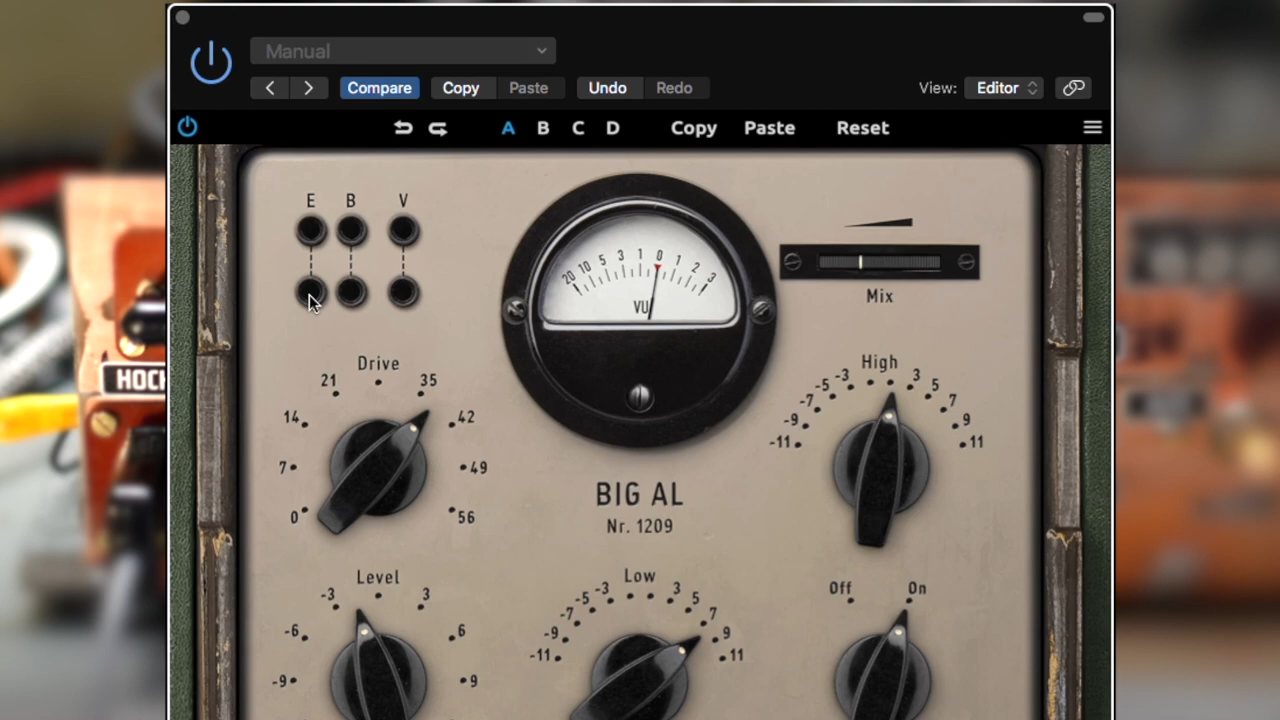 Manual
Compare Copy Paste Undo Redo View: Editor
A B C D Copy Paste Reset
E B V
20 10 5 3 1 0 1 2 3
VU
Mix
Drive
21 35
14 42
7 49
0 56
High
-3 3
-5 5
-7 7
-9 9
-11 11
HOCH
BIG AL
Nr. 1209
Level
-3 3
-6 6
-9 9
Low
-3 3
-5 5
-7 7
-9 9
-11 11
Off On